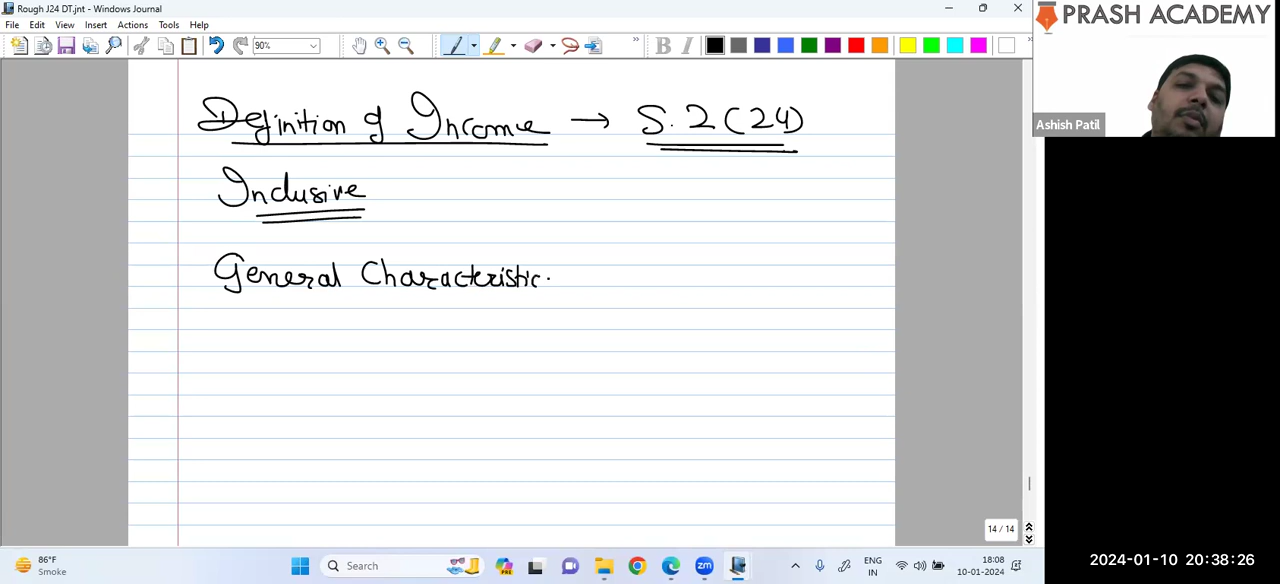 Rough J24 DT.jnt - Windows Journal
File Edit View Insert Actions Tools Help
90%
B I
PRASH ACADEMY
Ashish Patil
Definition of Income → S. 2(24)
Inclusive
General Characteristic.
14 / 14
86°F
Smoke
Search
zm
ENG
IN
18:08
10-01-2024
2024-01-10 20:38:26